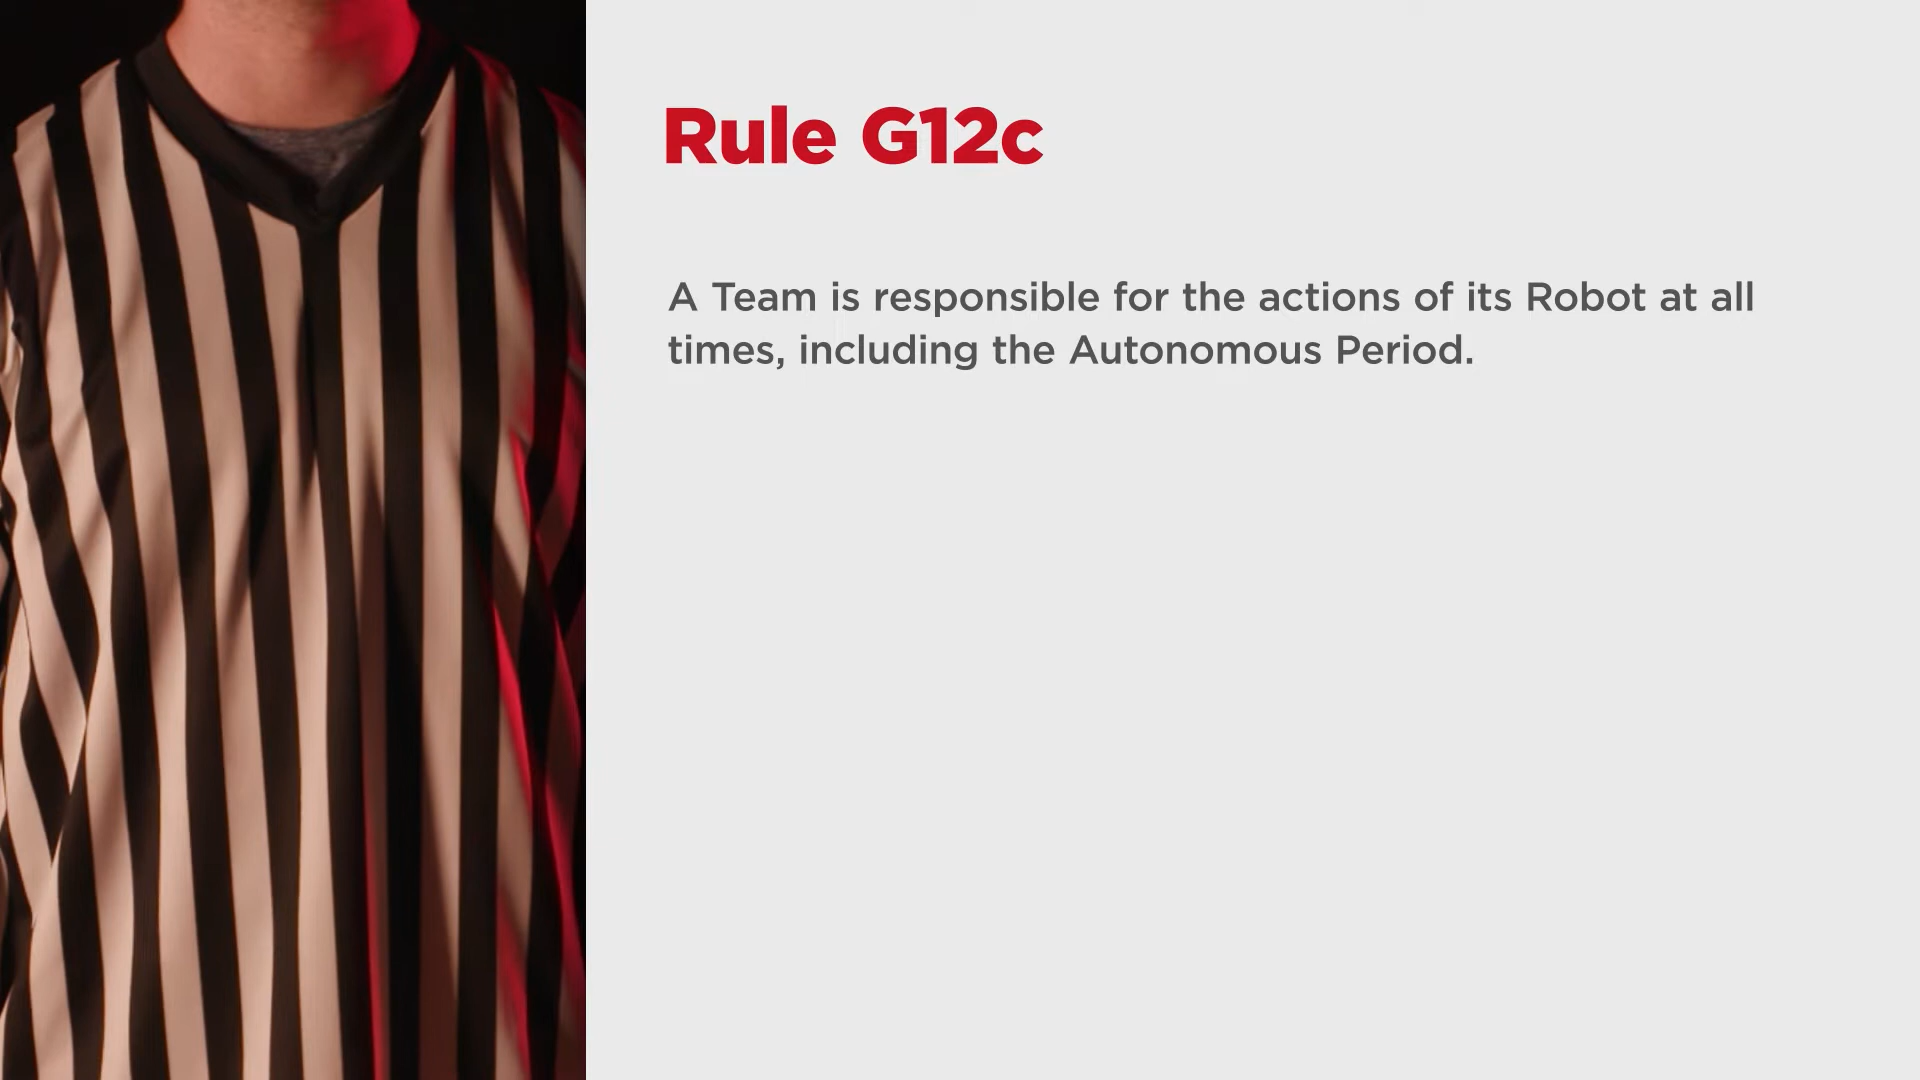 Rule G12c
A Team is responsible for the actions of its Robot at all
times, including the Autonomous Period.